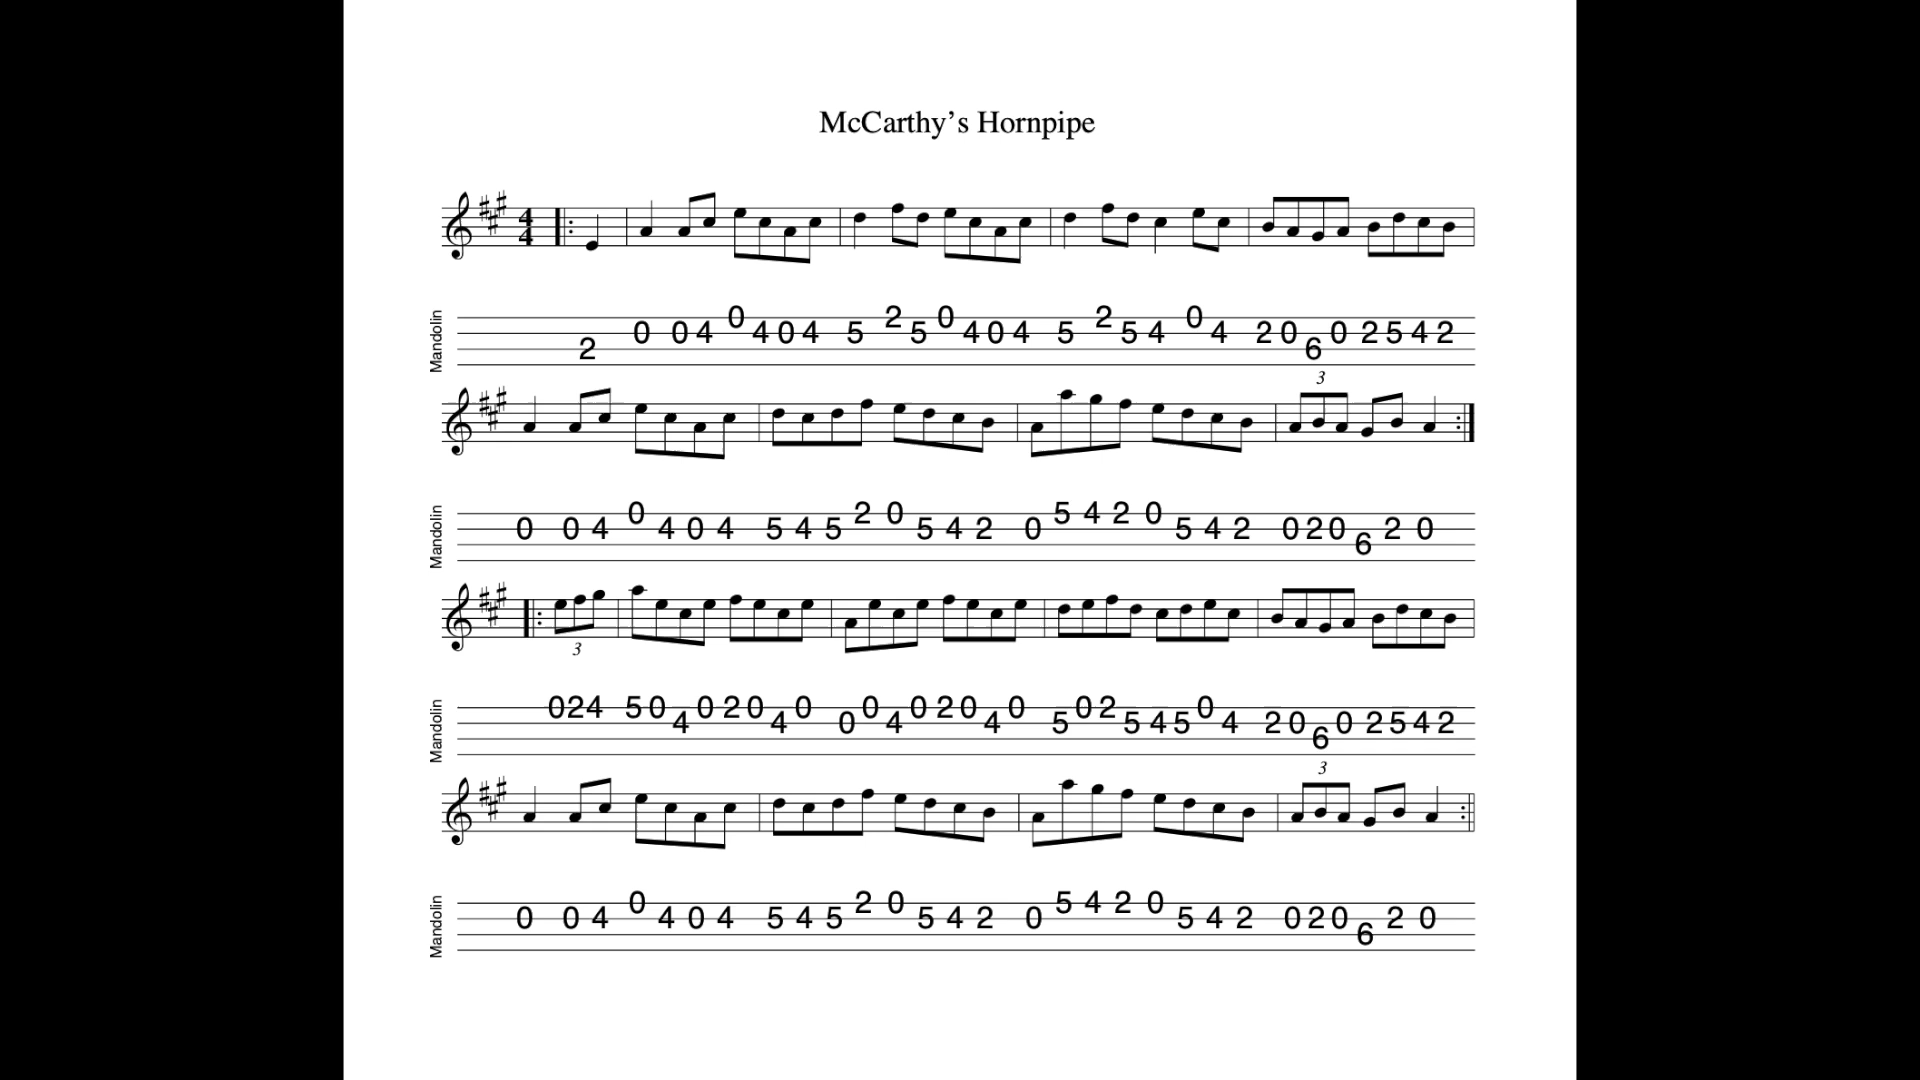 McCarthy's Hornpipe
4
4
Mandolin
2 0 0 4 0 4 0 4 5 2 5 0 4 0 4 5 2 5 4 0 4 2 0 6 0 2 5 4 2
3
Mandolin
0 0 4 0 4 0 4 5 4 5 2 0 5 4 2 0 5 4 2 0 5 4 2 0 2 0 6 2 0
3
Mandolin
0 2 4 5 0 4 0 2 0 4 0 0 0 4 0 2 0 4 0 5 0 2 5 4 5 0 4 2 0 6 0 2 5 4 2
3
Mandolin
0 0 4 0 4 0 4 5 4 5 2 0 5 4 2 0 5 4 2 0 5 4 2 0 2 0 6 2 0